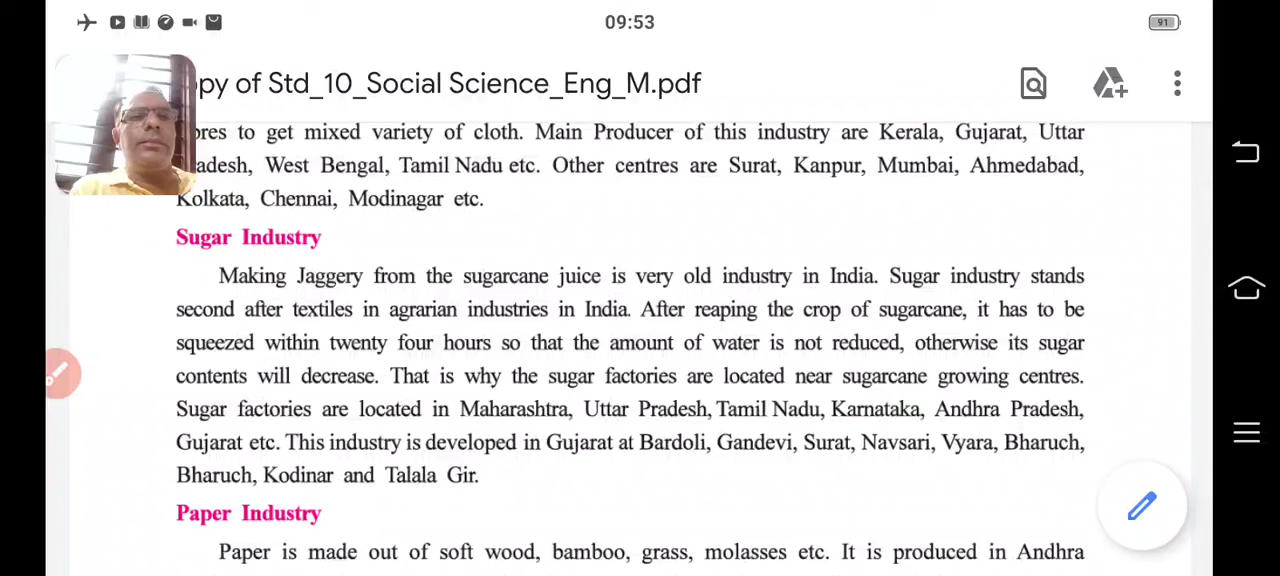 09:53
91
py of Std_10_Social Science_Eng_M.pdf
to get mixed variety of cloth. Main Producer of this industry are Kerala, Gujarat, Uttar
adesh, West Bengal, Tamil Nadu etc. Other centres are Surat, Kanpur, Mumbai, Ahmedabad,
Kolkata, Chennai, Modinagar etc.
Sugar Industry
Making Jaggery from the sugarcane juice is very old industry in India. Sugar industry stands
second after textiles in agrarian industries in India. After reaping the crop of sugarcane, it has to be
squeezed within twenty four hours so that the amount of water is not reduced, otherwise its sugar
contents will decrease. That is why the sugar factories are located near sugarcane growing centres.
Sugar factories are located in Maharashtra, Uttar Pradesh, Tamil Nadu, Karnataka, Andhra Pradesh,
Gujarat etc. This industry is developed in Gujarat at Bardoli, Gandevi, Surat, Navsari, Vyara, Bharuch,
Bharuch, Kodinar and Talala Gir.
Paper Industry
Paper is made out of soft wood, bamboo, grass, molasses etc. It is produced in Andhra